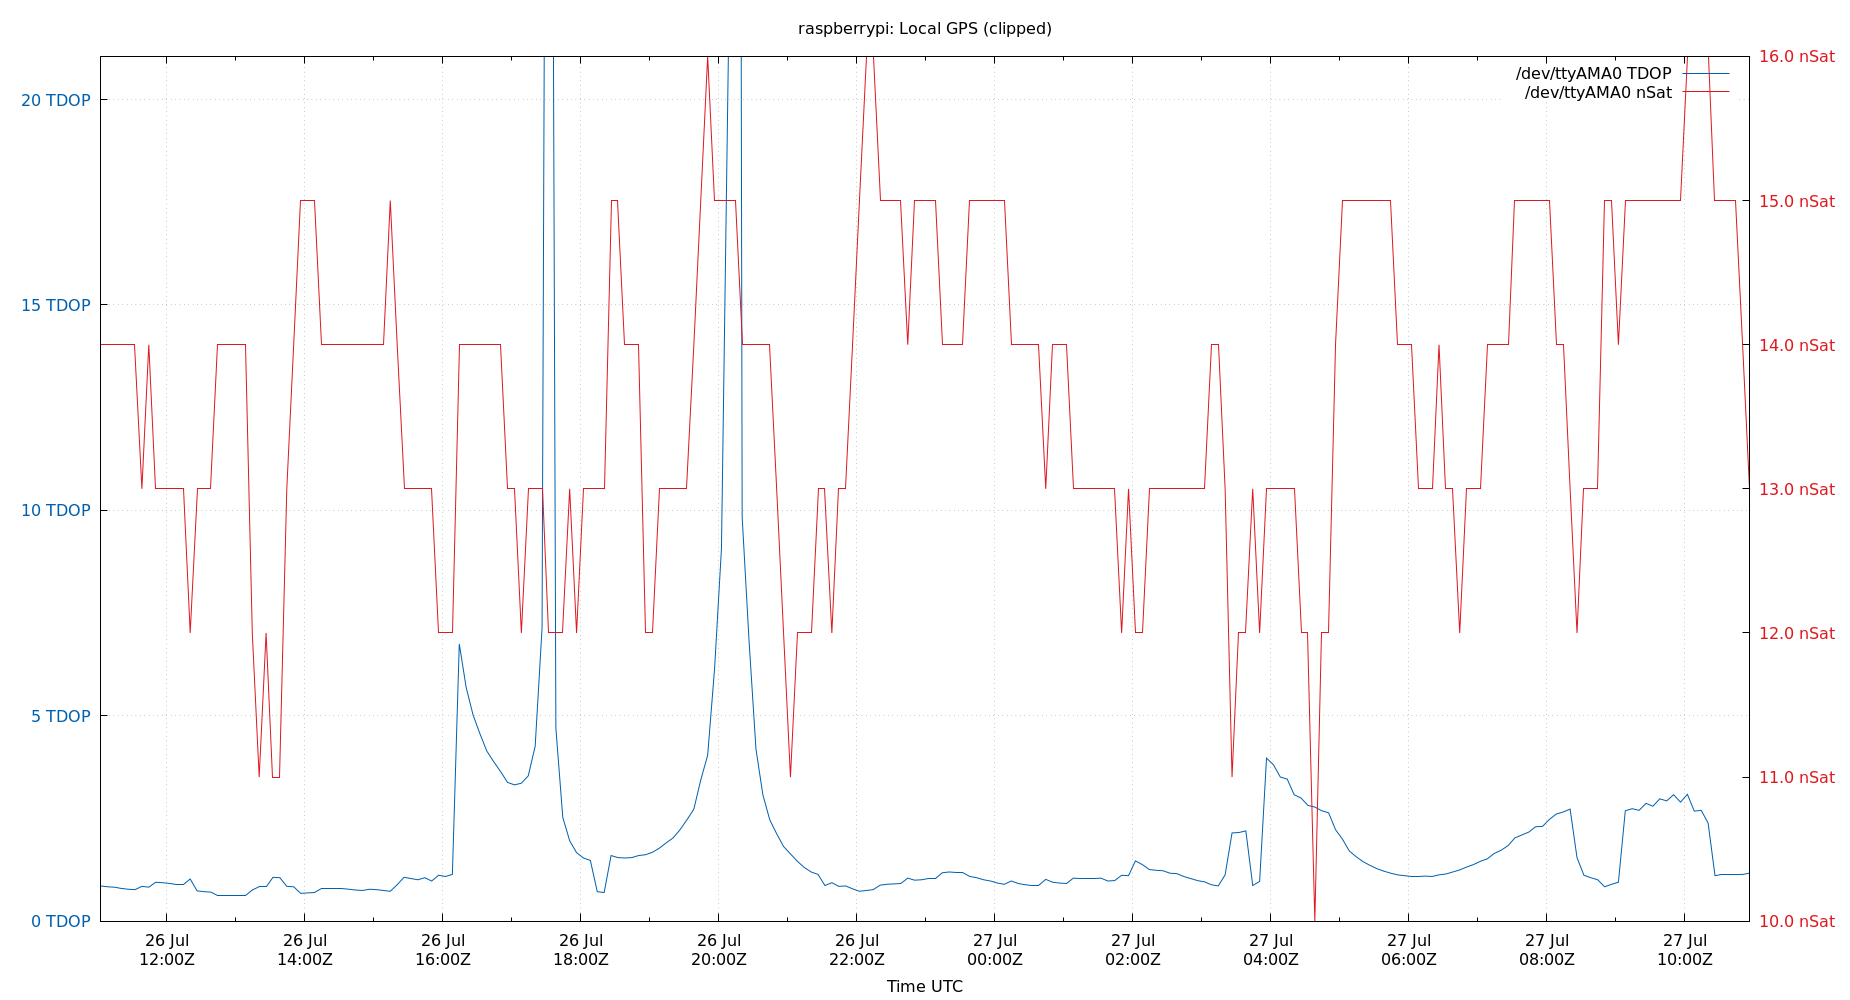 raspberrypi: Local GPS (clipped)
/dev/ttyAMA0 TDOP
/dev/ttyAMA0 nSat
20 TDOP
15 TDOP
10 TDOP
5 TDOP
0 TDOP
16.0 nSat
15.0 nSat
14.0 nSat
13.0 nSat
12.0 nSat
11.0 nSat
10.0 nSat
26 Jul
12:00Z
26 Jul
14:00Z
26 Jul
16:00Z
26 Jul
18:00Z
26 Jul
20:00Z
26 Jul
22:00Z
27 Jul
00:00Z
27 Jul
02:00Z
27 Jul
04:00Z
27 Jul
06:00Z
27 Jul
08:00Z
27 Jul
10:00Z
Time UTC